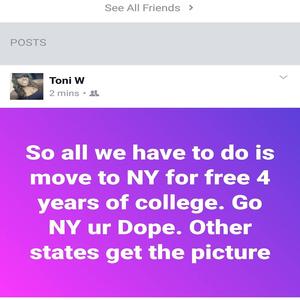 See All Friends
POSTS
Toni W
2 mins
So all we have to do is
move to NY for free 4
years of college. Go
NY ur Dope. Other
states get the picture